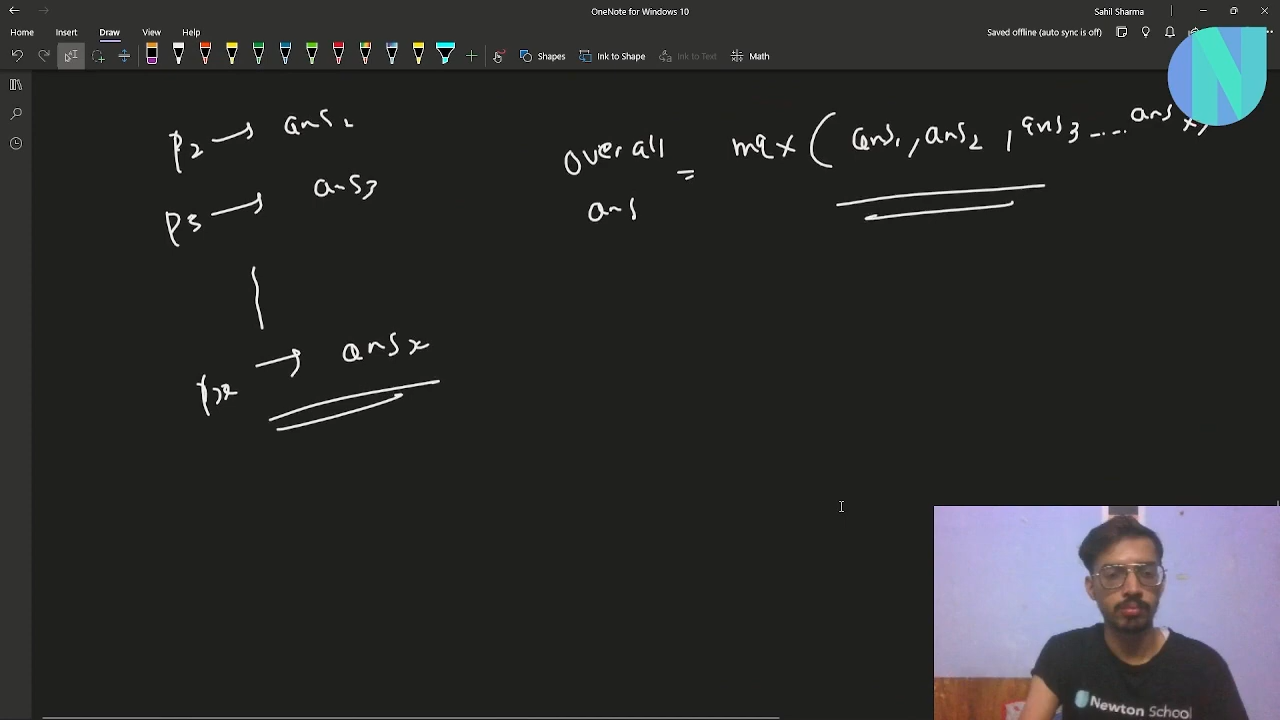 OneNote for Windows 10
Sahil Sharma
Home Insert Draw View Help
Saved offline (auto sync is off)
Shapes Ink to Shape Ink to Text Math
N
p2 → ans2
p3 → ans3
px → ansx
Overall ans = max ( ans1, ans2, ans3 .... ansx)
Newton School